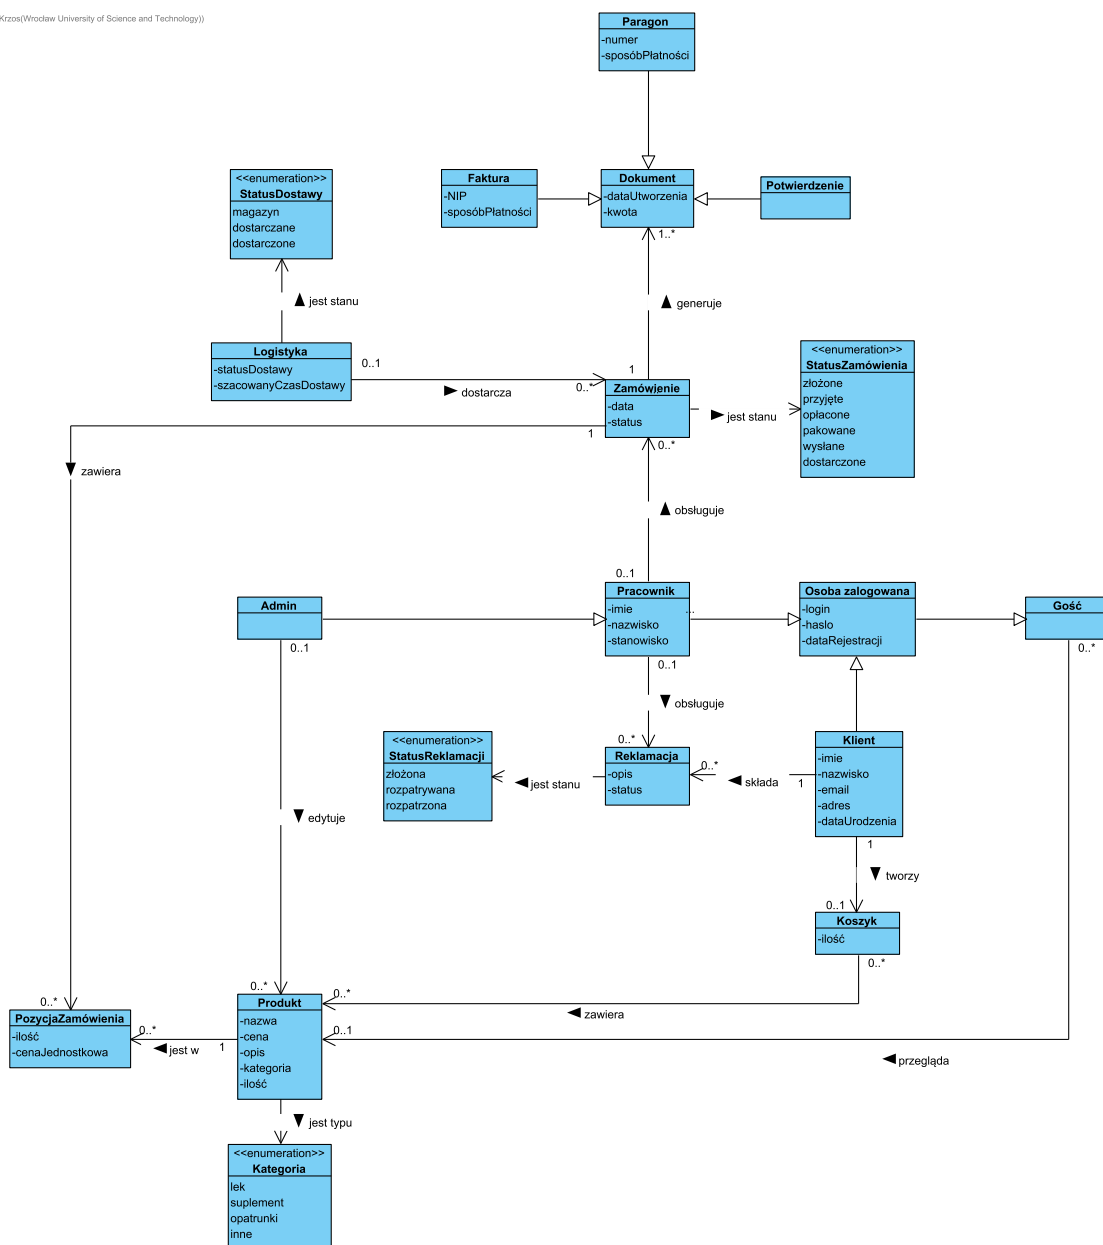 Krzos(Wrocław University of Science and Technology))
Paragon
-numer
-sposóbPłatności
<<enumeration>>
StatusDostawy
magazyn
dostarczane
dostarczone
Faktura
-NIP
-sposóbPłatności
Dokument
-dataUtworzenia
-kwota
Potwierdzenie
1..*
jest stanu
generuje
Logistyka
-statusDostawy
-szacowanyCzasDostawy
0..1
dostarcza
0..*
1
Zamówienie
-data
-status
jest stanu
<<enumeration>>
StatusZamówienia
złożone
przyjęte
opłacone
pakowane
wysłane
dostarczone
1
0..*
zawiera
obsługuje
0..1
Admin
0..1
Pracownik
-imie
-nazwisko
-stanowisko
...
Osoba zalogowana
-login
-haslo
-dataRejestracji
Gość
0..*
0..1
obsługuje
<<enumeration>>
StatusReklamacji
złożona
rozpatrywana
rozpatrzona
jest stanu
0..*
Reklamacja
-opis
-status
0..*
składa
1
Klient
-imie
-nazwisko
-email
-adres
-dataUrodzenia
1
edytuje
tworzy
0..1
Koszyk
-ilość
0..*
0..*
PozycjaZamówienia
-ilość
-cenaJednostkowa
0..*
jest w
1
0..*
Produkt
-nazwa
-cena
-opis
-kategoria
-ilość
0..*
zawiera
0..1
przegląda
jest typu
<<enumeration>>
Kategoria
lek
suplement
opatrunki
inne